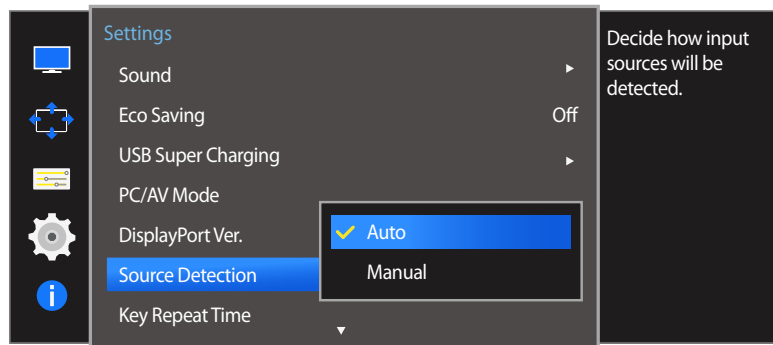 Settings
Sound
Eco Saving Off
USB Super Charging
PC/AV Mode
DisplayPort Ver.
Source Detection
Key Repeat Time
Auto
Manual
Decide how input
sources will be
detected.